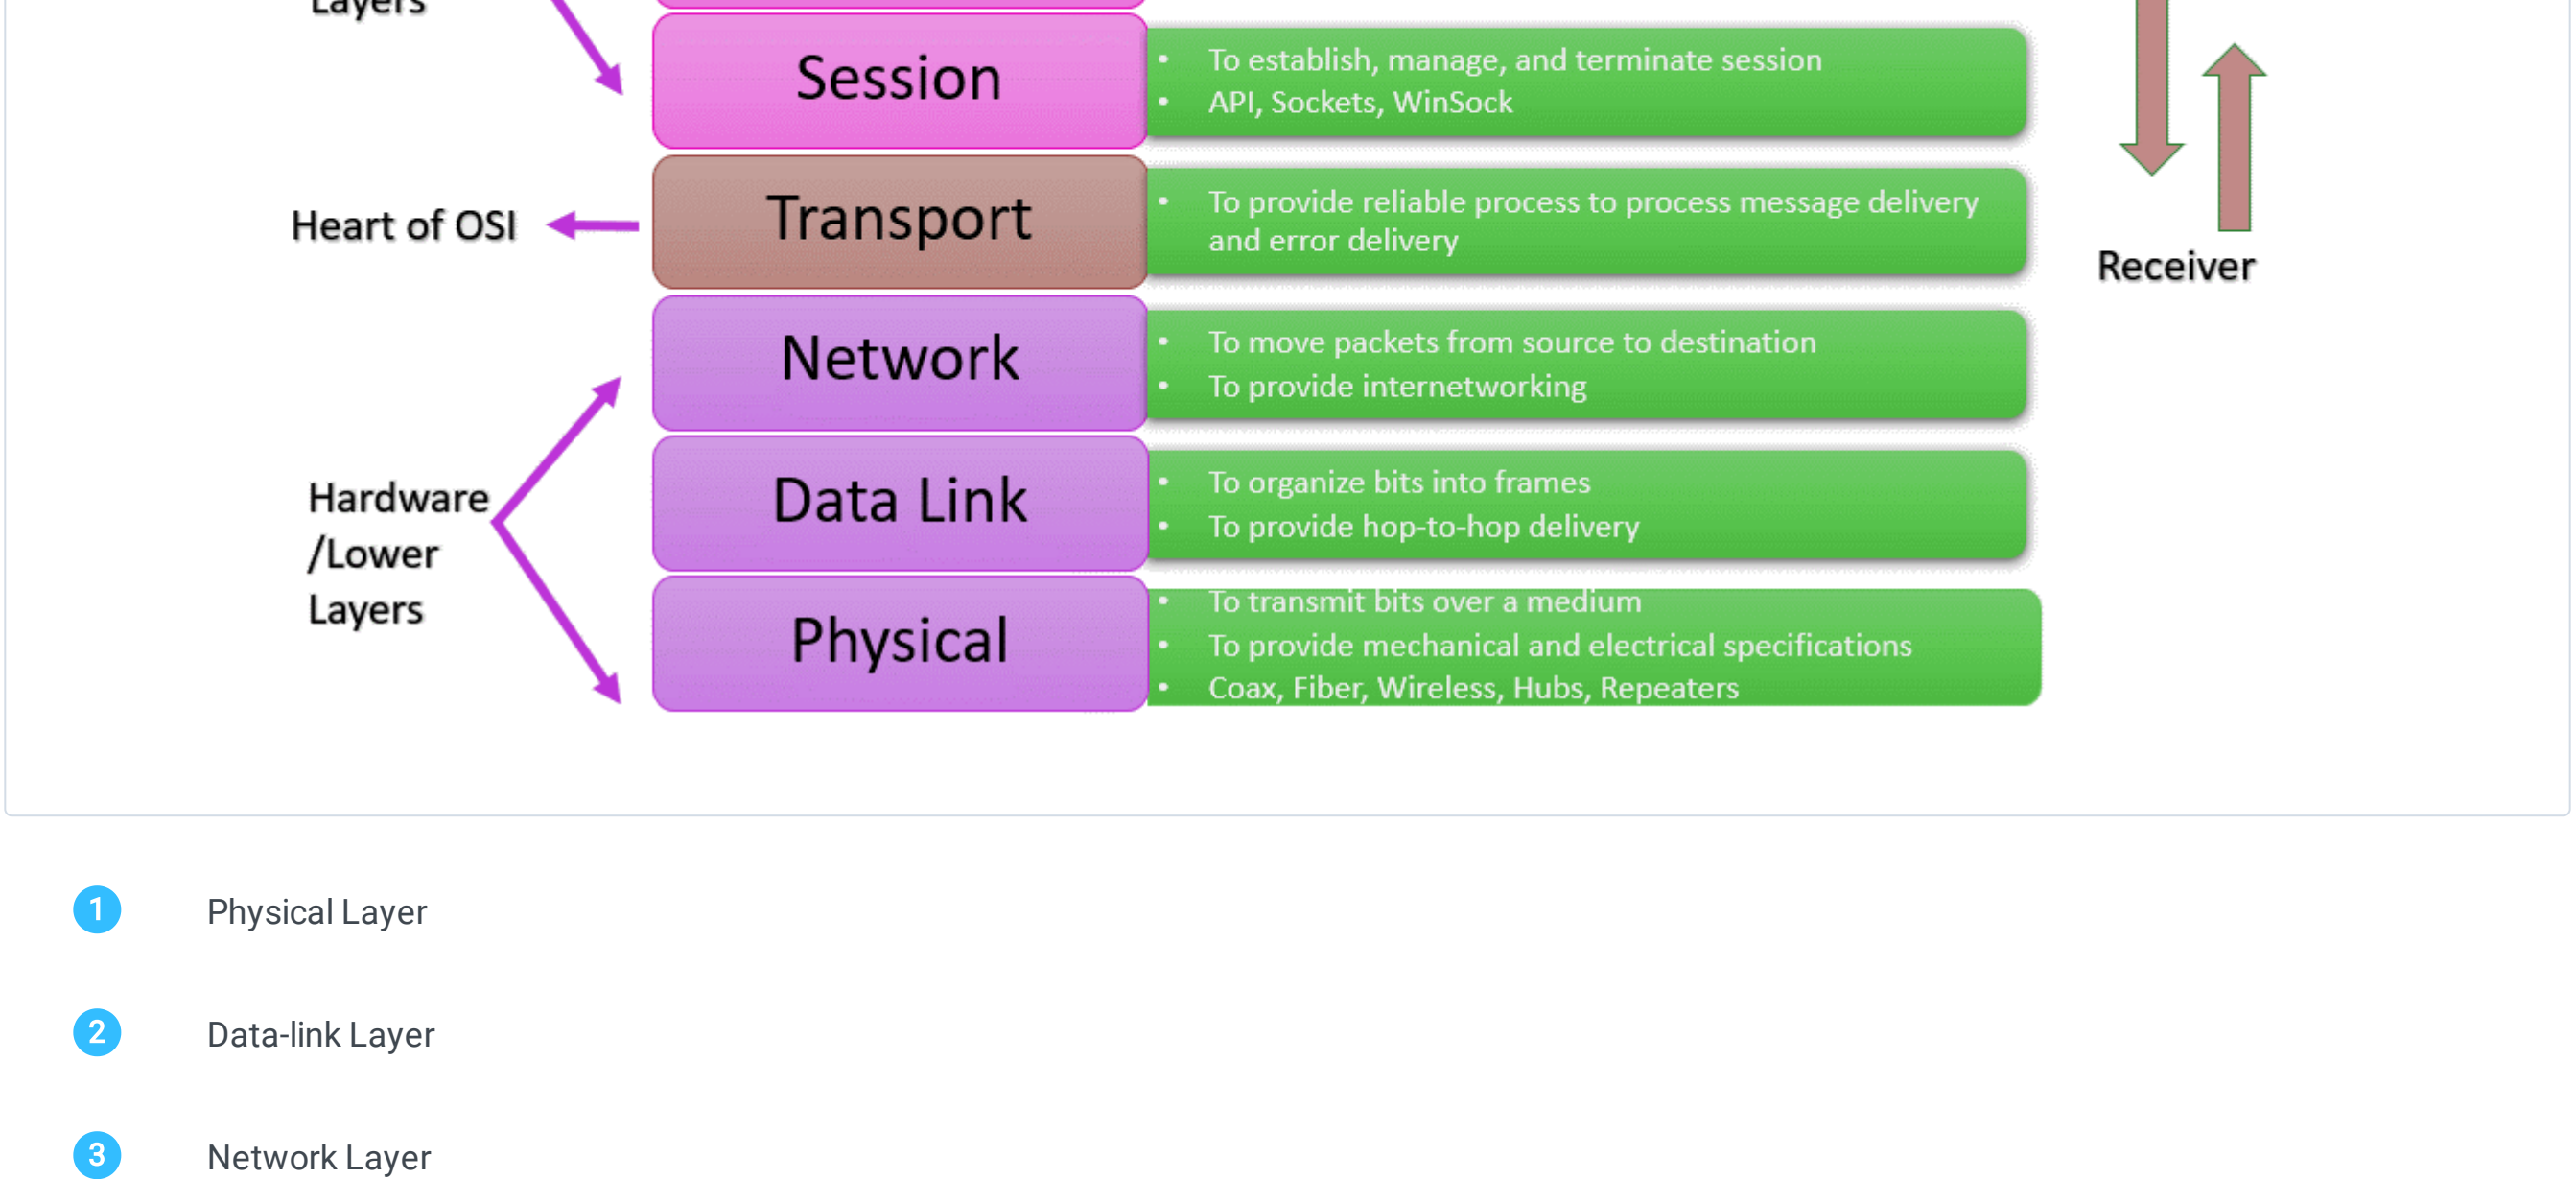 Layers
Session
• To establish, manage, and terminate session
• API, Sockets, WinSock
Heart of OSI
Transport
• To provide reliable process to process message delivery
and error delivery
Receiver
Network
• To move packets from source to destination
• To provide internetworking
Hardware
/Lower
Layers
Data Link
• To organize bits into frames
• To provide hop-to-hop delivery
Physical
• To transmit bits over a medium
• To provide mechanical and electrical specifications
• Coax, Fiber, Wireless, Hubs, Repeaters
1 Physical Layer
2 Data-link Layer
3 Network Layer